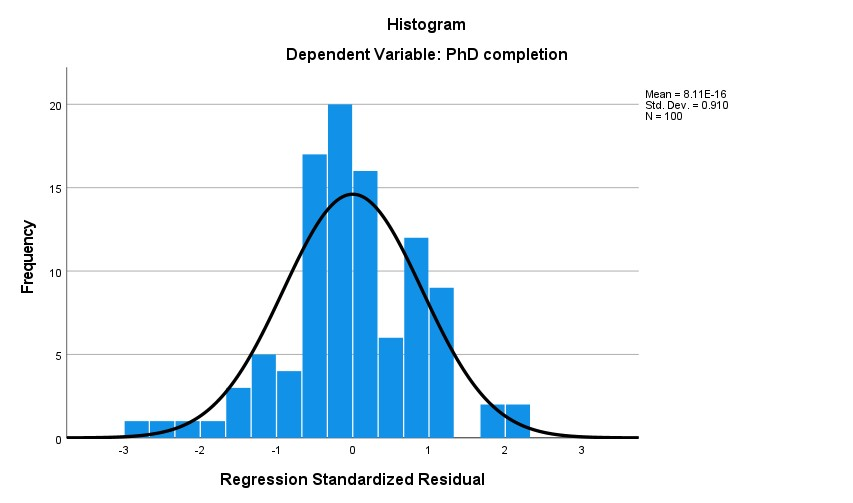 Histogram
Dependent Variable: PhD completion
Mean = 8.11E-16
Std. Dev. = 0.910
N = 100
Frequency
20
15
10
5
0
-3 -2 -1 0 1 2 3
Regression Standardized Residual